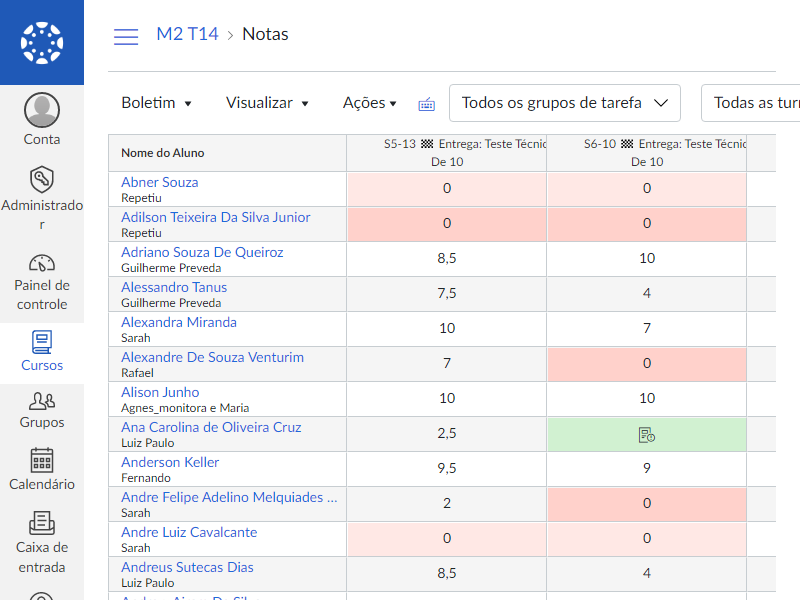 M2 T14 > Notas
Conta
Administrado
r
Painel de
controle
Cursos
Grupos
Calendário
Caixa de
entrada
Boletim Visualizar Ações Todos os grupos de tarefa Todas as turr
Nome do Aluno S5-13 Entrega: Teste Técnic S6-10 Entrega: Teste Técnic
De 10 De 10
Abner Souza 0 0
Repetiu
Adilson Teixeira Da Silva Junior 0 0
Repetiu
Adriano Souza De Queiroz 8,5 10
Guilherme Preveda
Alessandro Tanus 7,5 4
Guilherme Preveda
Alexandra Miranda 10 7
Sarah
Alexandre De Souza Venturim 7 0
Rafael
Alison Junho 10 10
Agnes_monitora e Maria
Ana Carolina de Oliveira Cruz 2,5
Luiz Paulo
Anderson Keller 9,5 9
Fernando
Andre Felipe Adelino Melquiades ... 2 0
Sarah
Andre Luiz Cavalcante 0 0
Sarah
Andreus Sutecas Dias 8,5 4
Luiz Paulo